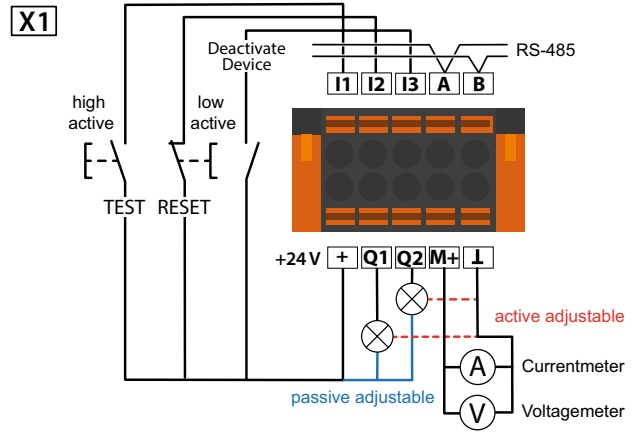 X1
Deactivate
Device
RS-485
I1 I2 I3 A B
high
active
low
active
TEST RESET
+24 V + Q1 Q2 M+ ⊥
active adjustable
passive adjustable
A Currentmeter
V Voltagemeter